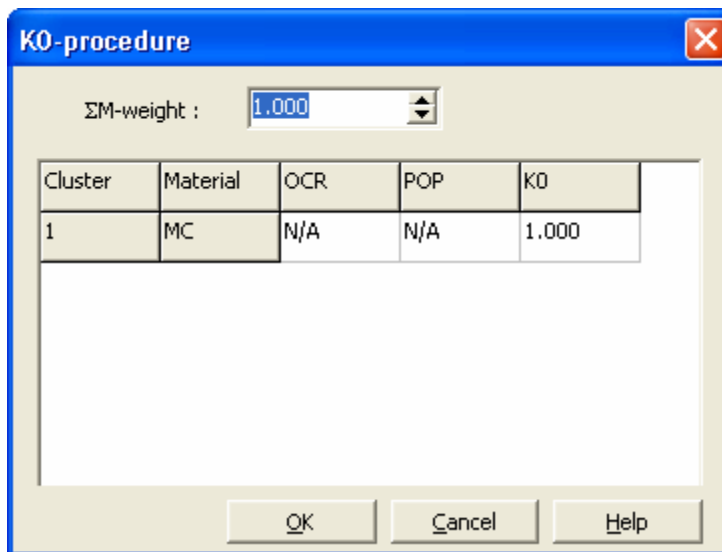 K0-procedure
ΣM-weight : 1.000
Cluster Material OCR POP K0
1 MC N/A N/A 1.000
OK Cancel Help